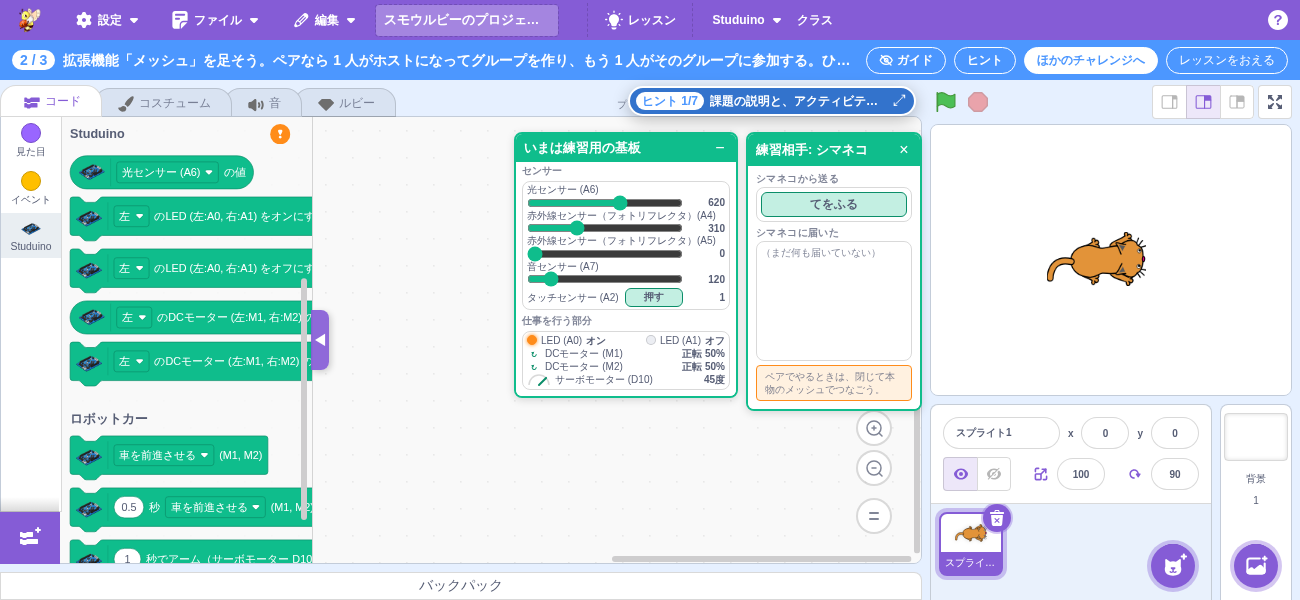 設定
ファイル
編集
スモウルビーのプロジェ…
レッスン
Studuino
クラス
?
2 / 3
拡張機能「メッシュ」を足そう。ペアなら 1 人がホストになってグループを作り、もう 1 人がそのグループに参加する。ひ…
ガイド
ヒント
ほかのチャレンジへ
レッスンをおえる
コード
コスチューム
音
ルビー
ヒント 1/7
課題の説明と、アクティビテ…
見た目
イベント
Studuino
Studuino
光センサー (A6) の値
左 のLED (左:A0, 右:A1) をオンにす
左 のLED (左:A0, 右:A1) をオフにす
左 のDCモーター (左:M1, 右:M2)
左 のDCモーター (左:M1, 右:M2)
ロボットカー
車を前進させる (M1, M2)
0.5 秒 車を前進させる (M1, M2)
1 秒でアーム（サーボモーター D10
いまは練習用の基板
センサー
光センサー (A6)
620
赤外線センサー（フォトリフレクタ）(A4)
310
赤外線センサー（フォトリフレクタ）(A5)
0
音センサー (A7)
120
タッチセンサー (A2) 押す 1
仕事を行う部分
LED (A0) オン LED (A1) オフ
DCモーター (M1) 正転 50%
DCモーター (M2) 正転 50%
サーボモーター (D10) 45度
練習相手: シマネコ ×
シマネコから送る
てをふる
シマネコに届いた
（まだ何も届いていない）
ペアでやるときは、閉じて本
物のメッシュでつなごう。
スプライト1 x 0 y 0
100 90
スプライ…
背景
1
バックパック